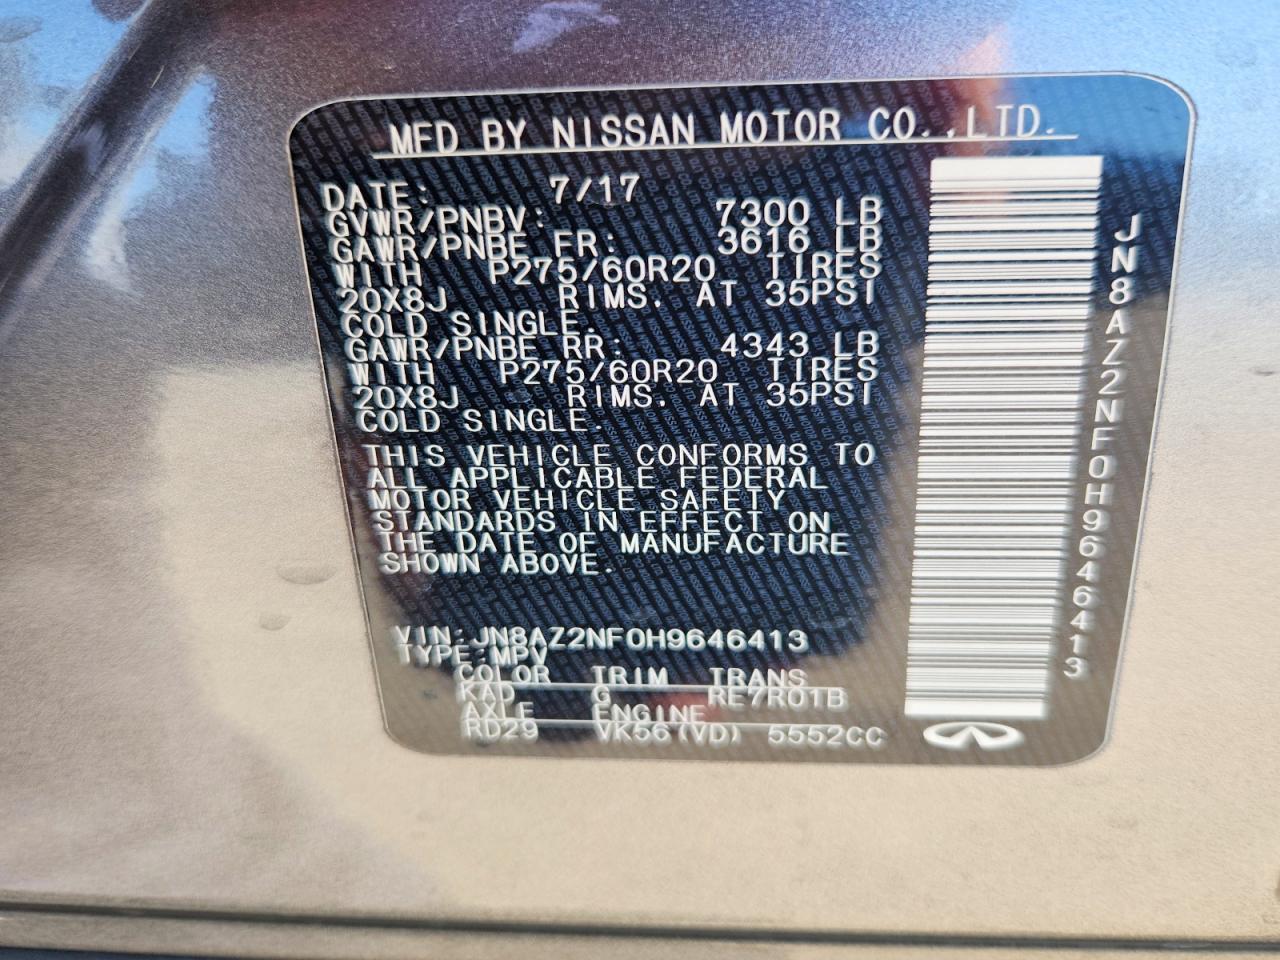 MFD BY NISSAN MOTOR CO.,LTD.
DATE: 7/17
GVWR/PNBV: 7300 LB
GAWR/PNBE FR: 3616 LB
WITH P275/60R20 TIRES
20X8J RIMS. AT 35PSI
COLD SINGLE.
GAWR/PNBE RR: 4343 LB
WITH P275/60R20 TIRES
20X8J RIMS. AT 35PSI
COLD SINGLE.
THIS VEHICLE CONFORMS TO
ALL APPLICABLE FEDERAL
MOTOR VEHICLE SAFETY
STANDARDS IN EFFECT ON
THE DATE OF MANUFACTURE
SHOWN ABOVE.
VIN:JN8AZ2NF0H9646413
TYPE:MPV
COLOR TRIM TRANS
KAD G RE7R01B
AXLE ENGINE
RD29 VK56(VD) 5552CC
JN8AZ2NF0H9646413